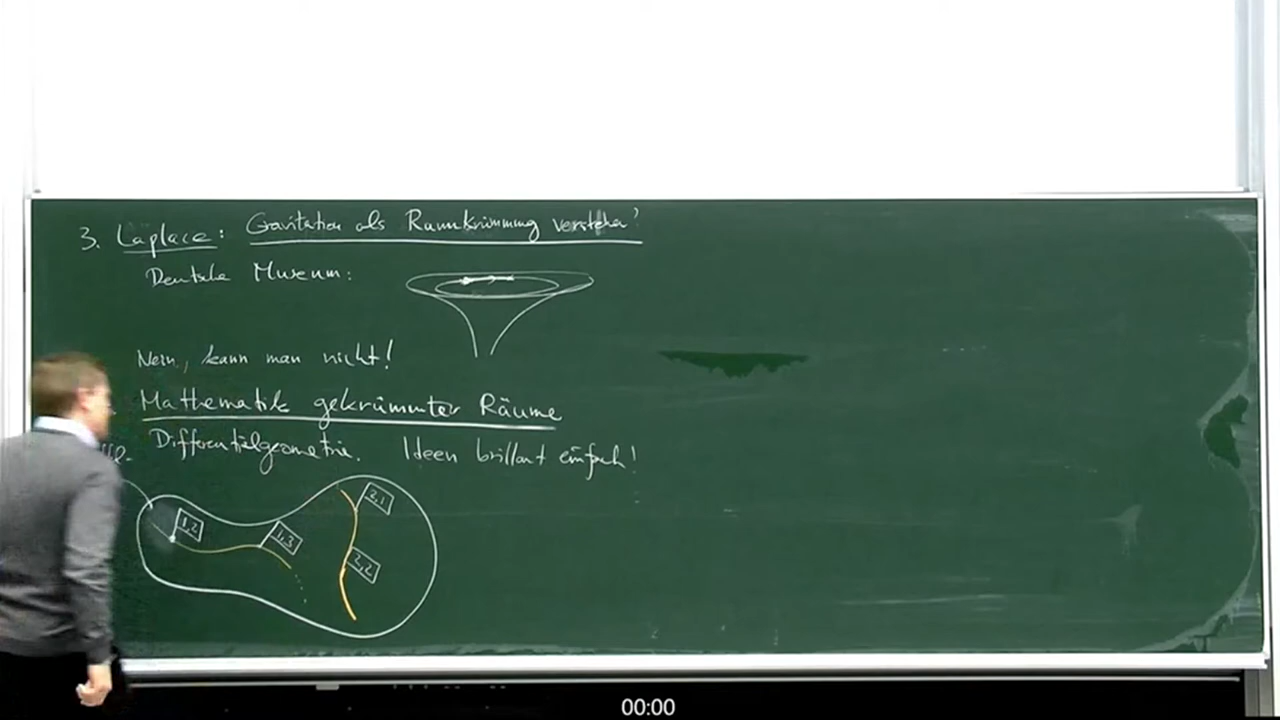 3. Laplace: Gravitation als Raumkrümmung verstehen?
Deutsche Museum:
Nein, kann man nicht!
Mathematik gekrümmter Räume
Differentialgeometrie. Ideen brillant einfach!
1,2
1,3
2,1
2,2
00:00